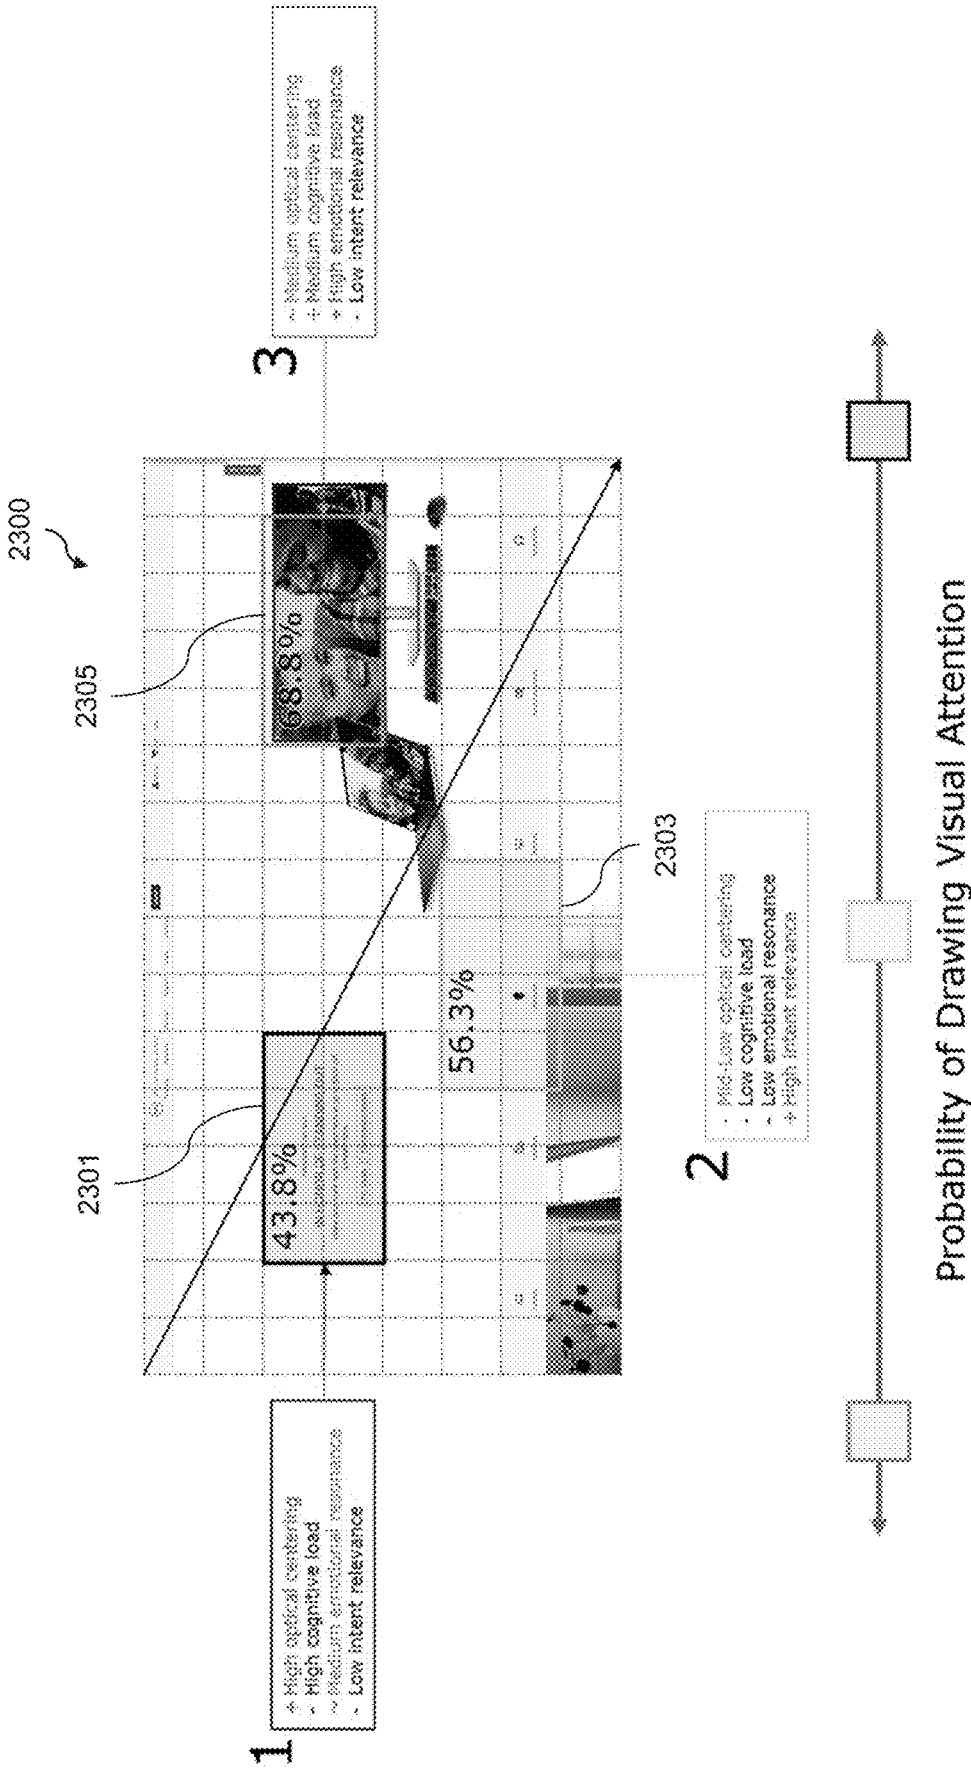 2300
1
+ High optical centering
- High cognitive load
~ Medium emotional resonance
- Low intent relevance
2301
43.8%
2305
68.8%
3
~ Medium optical centering
+ Medium cognitive load
+ High emotional resonance
- Low intent relevance
56.3%
2303
2
- Mid-Low optical centering
- Low cognitive load
- Low emotional resonance
+ High intent relevance
Probability of Drawing Visual Attention